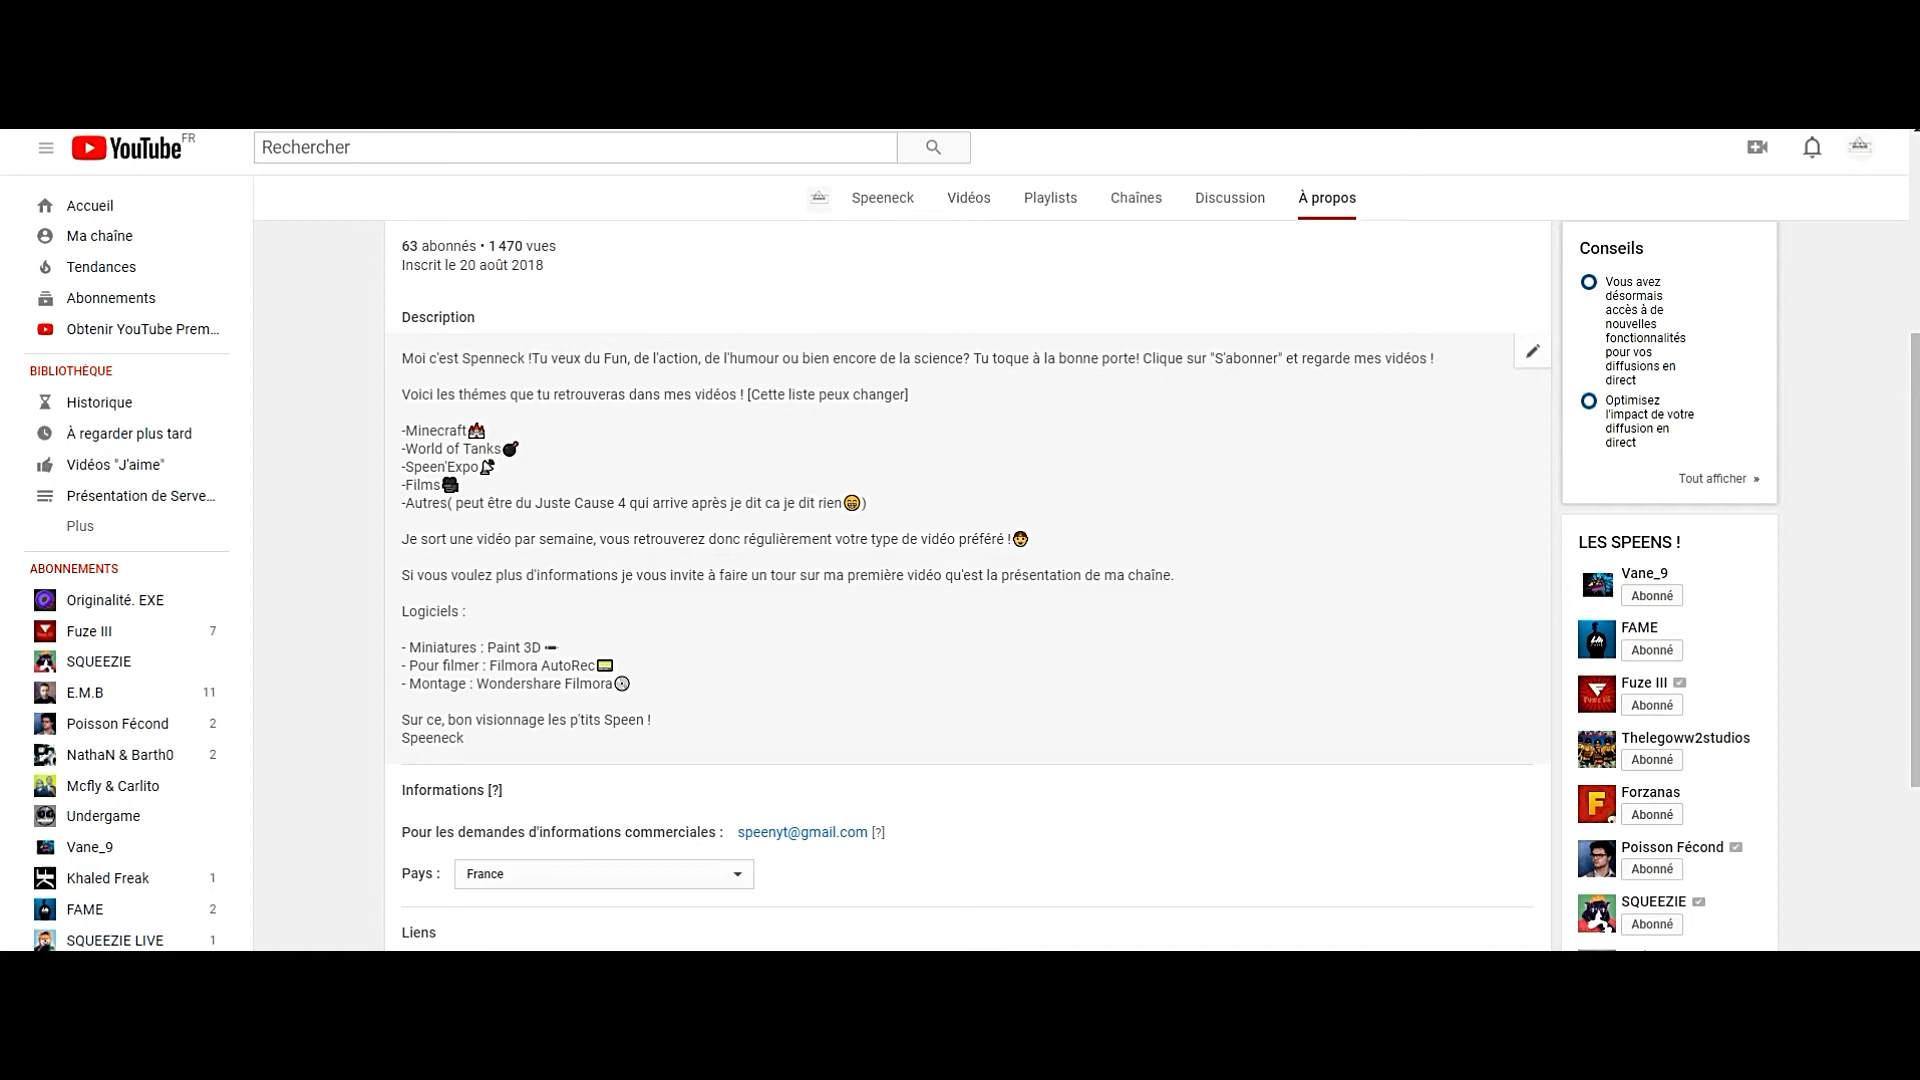 YouTube FR
Rechercher
Accueil
Ma chaîne
Tendances
Abonnements
Obtenir YouTube Prem...
BIBLIOTHÈQUE
Historique
À regarder plus tard
Vidéos "J'aime"
Présentation de Serve...
Plus
ABONNEMENTS
Originalité. EXE
Fuze III 7
SQUEEZIE
E.M.B 11
Poisson Fécond 2
NathaN & Barth0 2
Mcfly & Carlito
Undergame
Vane_9
Khaled Freak 1
FAME 2
SQUEEZIE LIVE 1
Speeneck Vidéos Playlists Chaînes Discussion À propos
63 abonnés • 1 470 vues
Inscrit le 20 août 2018
Description
Moi c'est Spenneck !Tu veux du Fun, de l'action, de l'humour ou bien encore de la science? Tu toque à la bonne porte! Clique sur "S'abonner" et regarde mes vidéos !
Voici les thémes que tu retrouveras dans mes vidéos ! [Cette liste peux changer]
-Minecraft
-World of Tanks
-Speen'Expo
-Films
-Autres( peut être du Juste Cause 4 qui arrive après je dit ca je dit rien😁)
Je sort une vidéo par semaine, vous retrouverez donc régulièrement votre type de vidéo préféré !
Si vous voulez plus d'informations je vous invite à faire un tour sur ma première vidéo qu'est la présentation de ma chaîne.
Logiciels :
- Miniatures : Paint 3D
- Pour filmer : Filmora AutoRec
- Montage : Wondershare Filmora
Sur ce, bon visionnage les p'tits Speen !
Speeneck
Informations [?]
Pour les demandes d'informations commerciales : speenyt@gmail.com [?]
Pays : France
Liens
Conseils
Vous avez
désormais
accès à de
nouvelles
fonctionnalités
pour vos
diffusions en
direct
Optimisez
l'impact de votre
diffusion en
direct
Tout afficher »
LES SPEENS !
Vane_9
Abonné
FAME
Abonné
Fuze III
Abonné
Thelegoww2studios
Abonné
Forzanas
Abonné
Poisson Fécond
Abonné
SQUEEZIE
Abonné